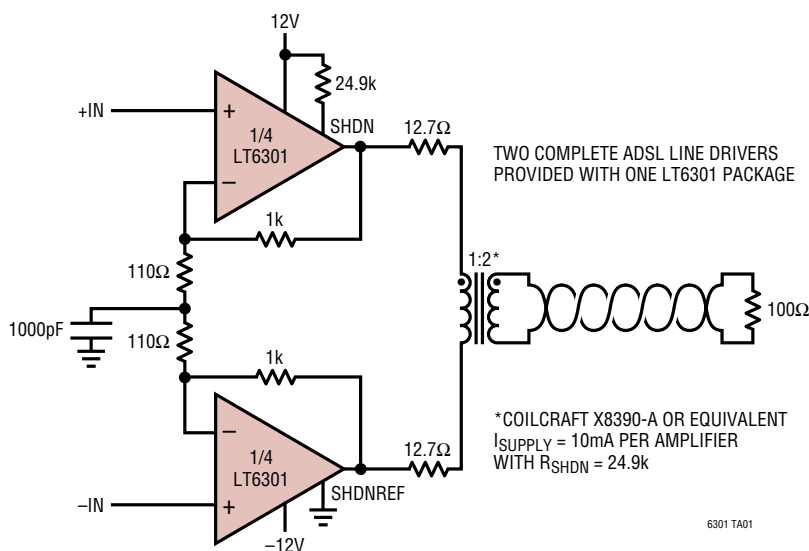 12V
24.9k
+IN
+
1/4
LT6301
–
SHDN
12.7Ω
TWO COMPLETE ADSL LINE DRIVERS
PROVIDED WITH ONE LT6301 PACKAGE
1k
110Ω
1:2*
1000pF
110Ω
100Ω
1k
–
1/4
LT6301
+
12.7Ω
*COILCRAFT X8390-A OR EQUIVALENT
ISUPPLY = 10mA PER AMPLIFIER
WITH RSHDN = 24.9k
SHDNREF
–IN
–12V
6301 TA01